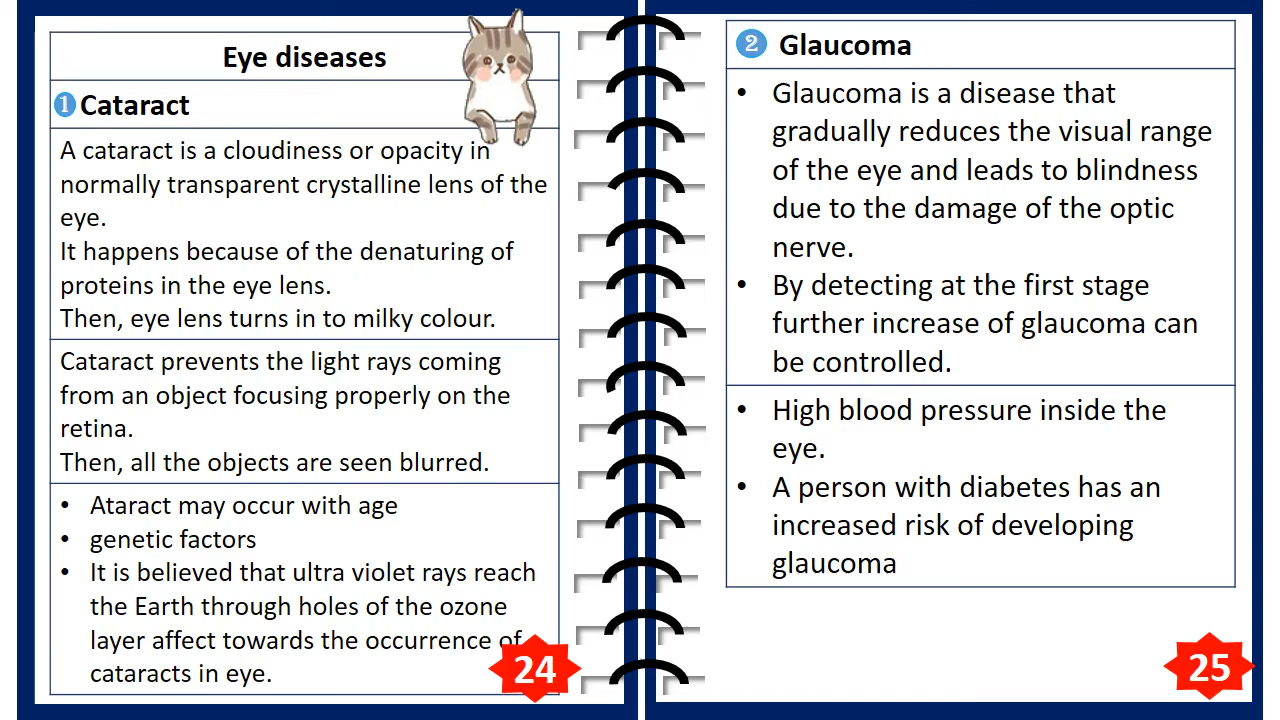 Eye diseases
1 Cataract
A cataract is a cloudiness or opacity in
normally transparent crystalline lens of the
eye.
It happens because of the denaturing of
proteins in the eye lens.
Then, eye lens turns in to milky colour.
Cataract prevents the light rays coming
from an object focusing properly on the
retina.
Then, all the objects are seen blurred.
• Ataract may occur with age
• genetic factors
• It is believed that ultra violet rays reach
the Earth through holes of the ozone
layer affect towards the occurrence of
cataracts in eye.
24
2 Glaucoma
• Glaucoma is a disease that
gradually reduces the visual range
of the eye and leads to blindness
due to the damage of the optic
nerve.
• By detecting at the first stage
further increase of glaucoma can
be controlled.
• High blood pressure inside the
eye.
• A person with diabetes has an
increased risk of developing
glaucoma
25